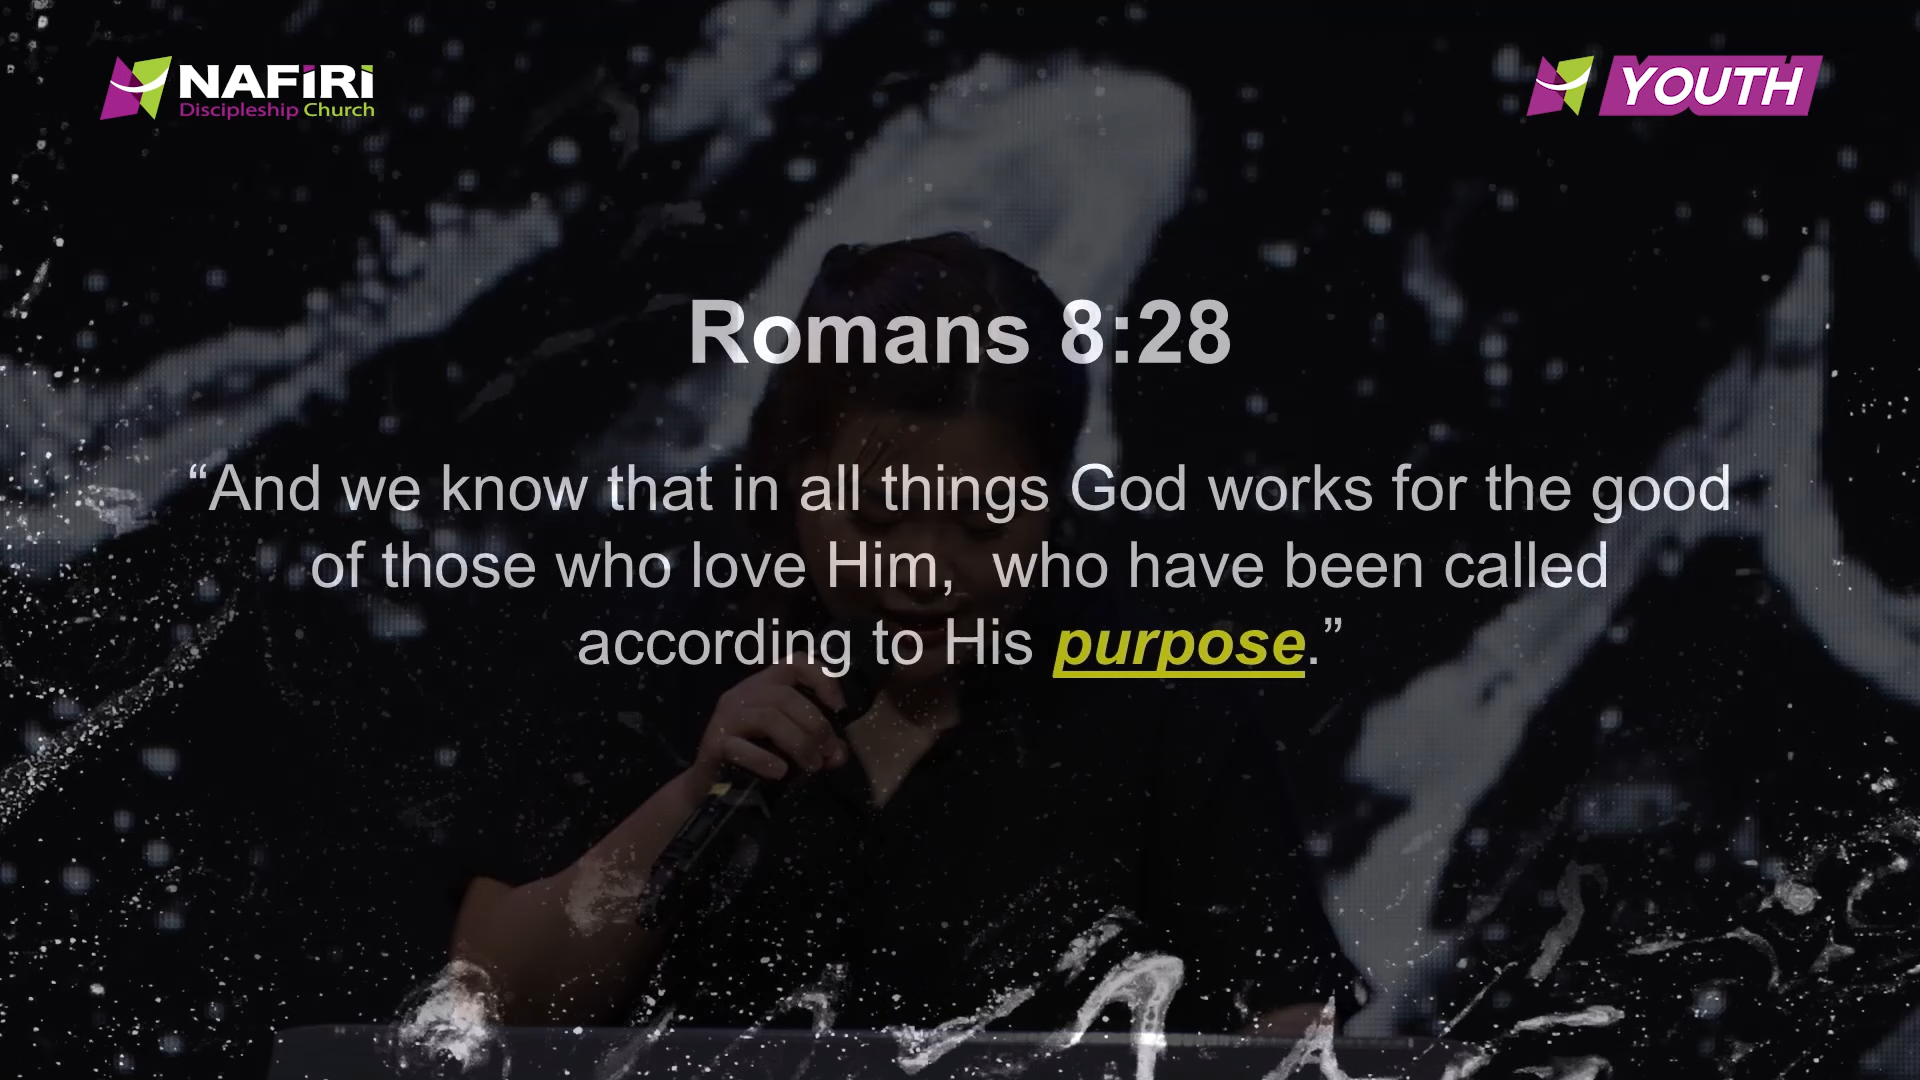 NAFIRI
Discipleship Church
YOUTH
Romans 8:28
“And we know that in all things God works for the good
of those who love Him,  who have been called
according to His purpose.”